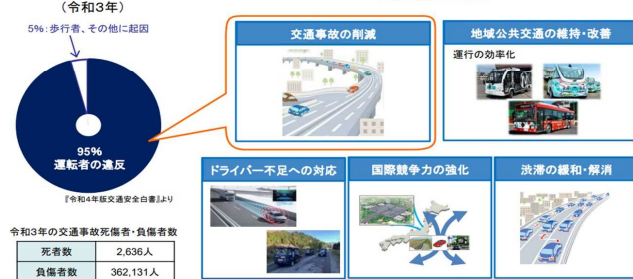 (令和3年)
5%:歩行者、その他に起因
95%
運転者の違反
『令和4年版交通安全白書』より
令和3年の交通事故死傷者・負傷者数
死者数 2,636人
負傷者数 362,131人
交通事故の削減
地域公共交通の維持・改善
運行の効率化
ドライバー不足への対応
国際競争力の強化
渋滞の緩和・解消